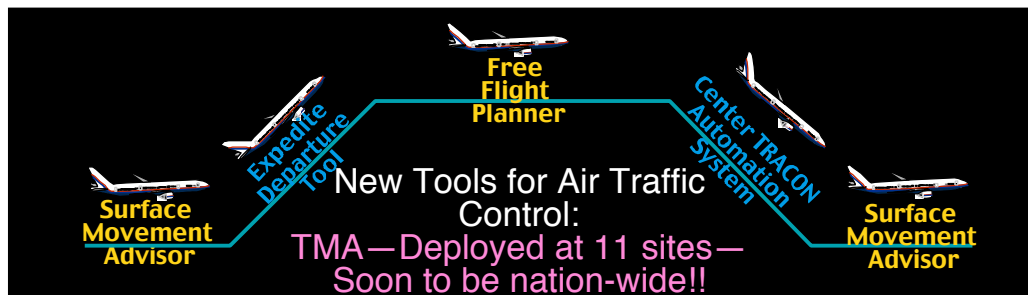 Free
Flight
Planner
Expedite
Departure
Tool
Center TRACON
Automation
System
New Tools for Air Traffic
Control:
TMA—Deployed at 11 sites—
Soon to be nation-wide!!
Surface
Movement
Advisor
Surface
Movement
Advisor